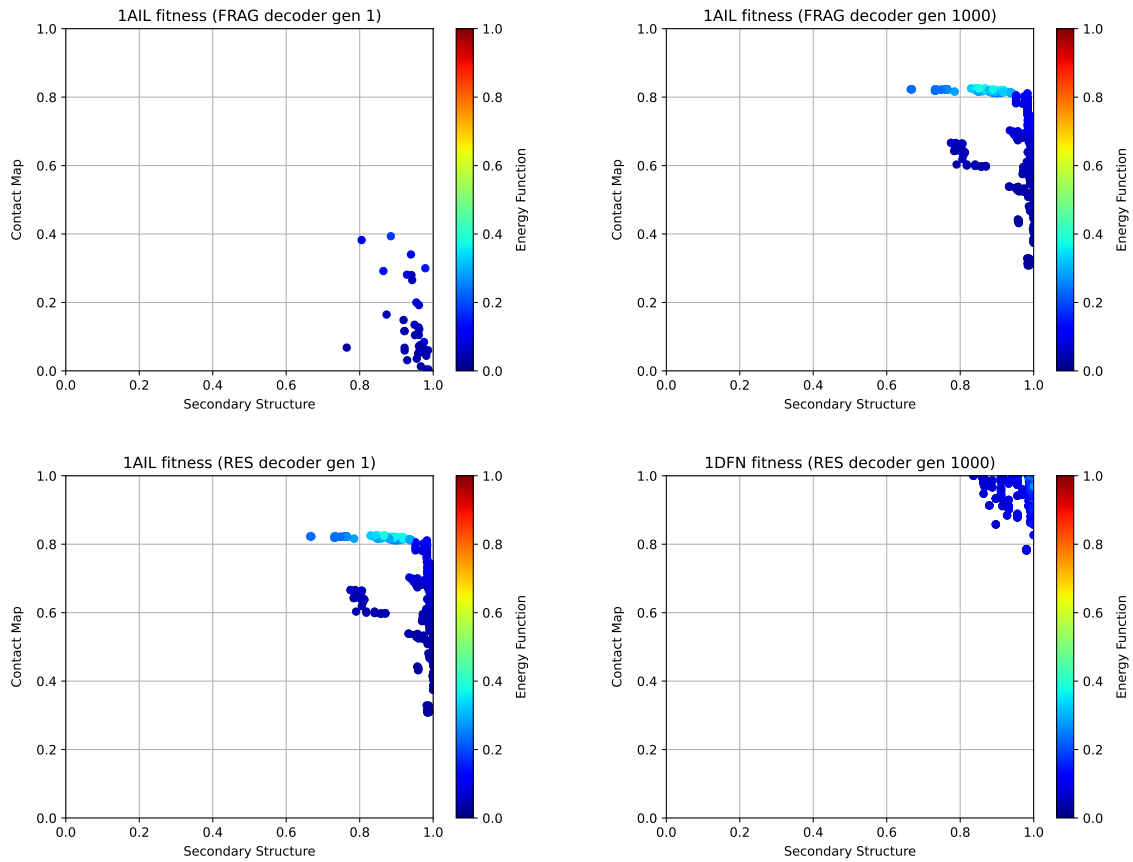 1AIL fitness (FRAG decoder gen 1)
1.0
0.8
0.6
0.4
0.2
0.0
0.0 0.2 0.4 0.6 0.8 1.0
Secondary Structure
Contact Map
1.0
0.8
0.6
0.4
0.2
0.0
Energy Function
1AIL fitness (FRAG decoder gen 1000)
1.0
0.8
0.6
0.4
0.2
0.0
0.0 0.2 0.4 0.6 0.8 1.0
Secondary Structure
Contact Map
1.0
0.8
0.6
0.4
0.2
0.0
Energy Function
1AIL fitness (RES decoder gen 1)
1.0
0.8
0.6
0.4
0.2
0.0
0.0 0.2 0.4 0.6 0.8 1.0
Secondary Structure
Contact Map
1.0
0.8
0.6
0.4
0.2
0.0
Energy Function
1DFN fitness (RES decoder gen 1000)
1.0
0.8
0.6
0.4
0.2
0.0
0.0 0.2 0.4 0.6 0.8 1.0
Secondary Structure
Contact Map
1.0
0.8
0.6
0.4
0.2
0.0
Energy Function